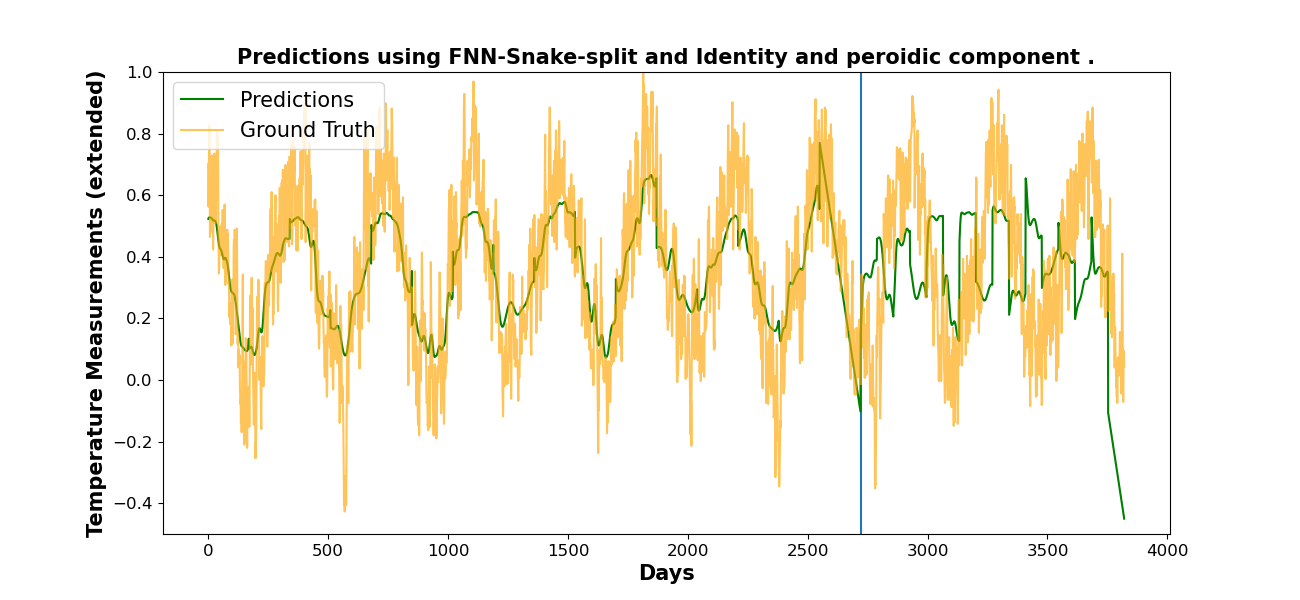 Predictions using FNN-Snake-split and Identity and peroidic component .
Temperature Measurements (extended)
1.0
0.8
0.6
0.4
0.2
0.0
−0.2
−0.4
Predictions
Ground Truth
0 500 1000 1500 2000 2500 3000 3500 4000
Days